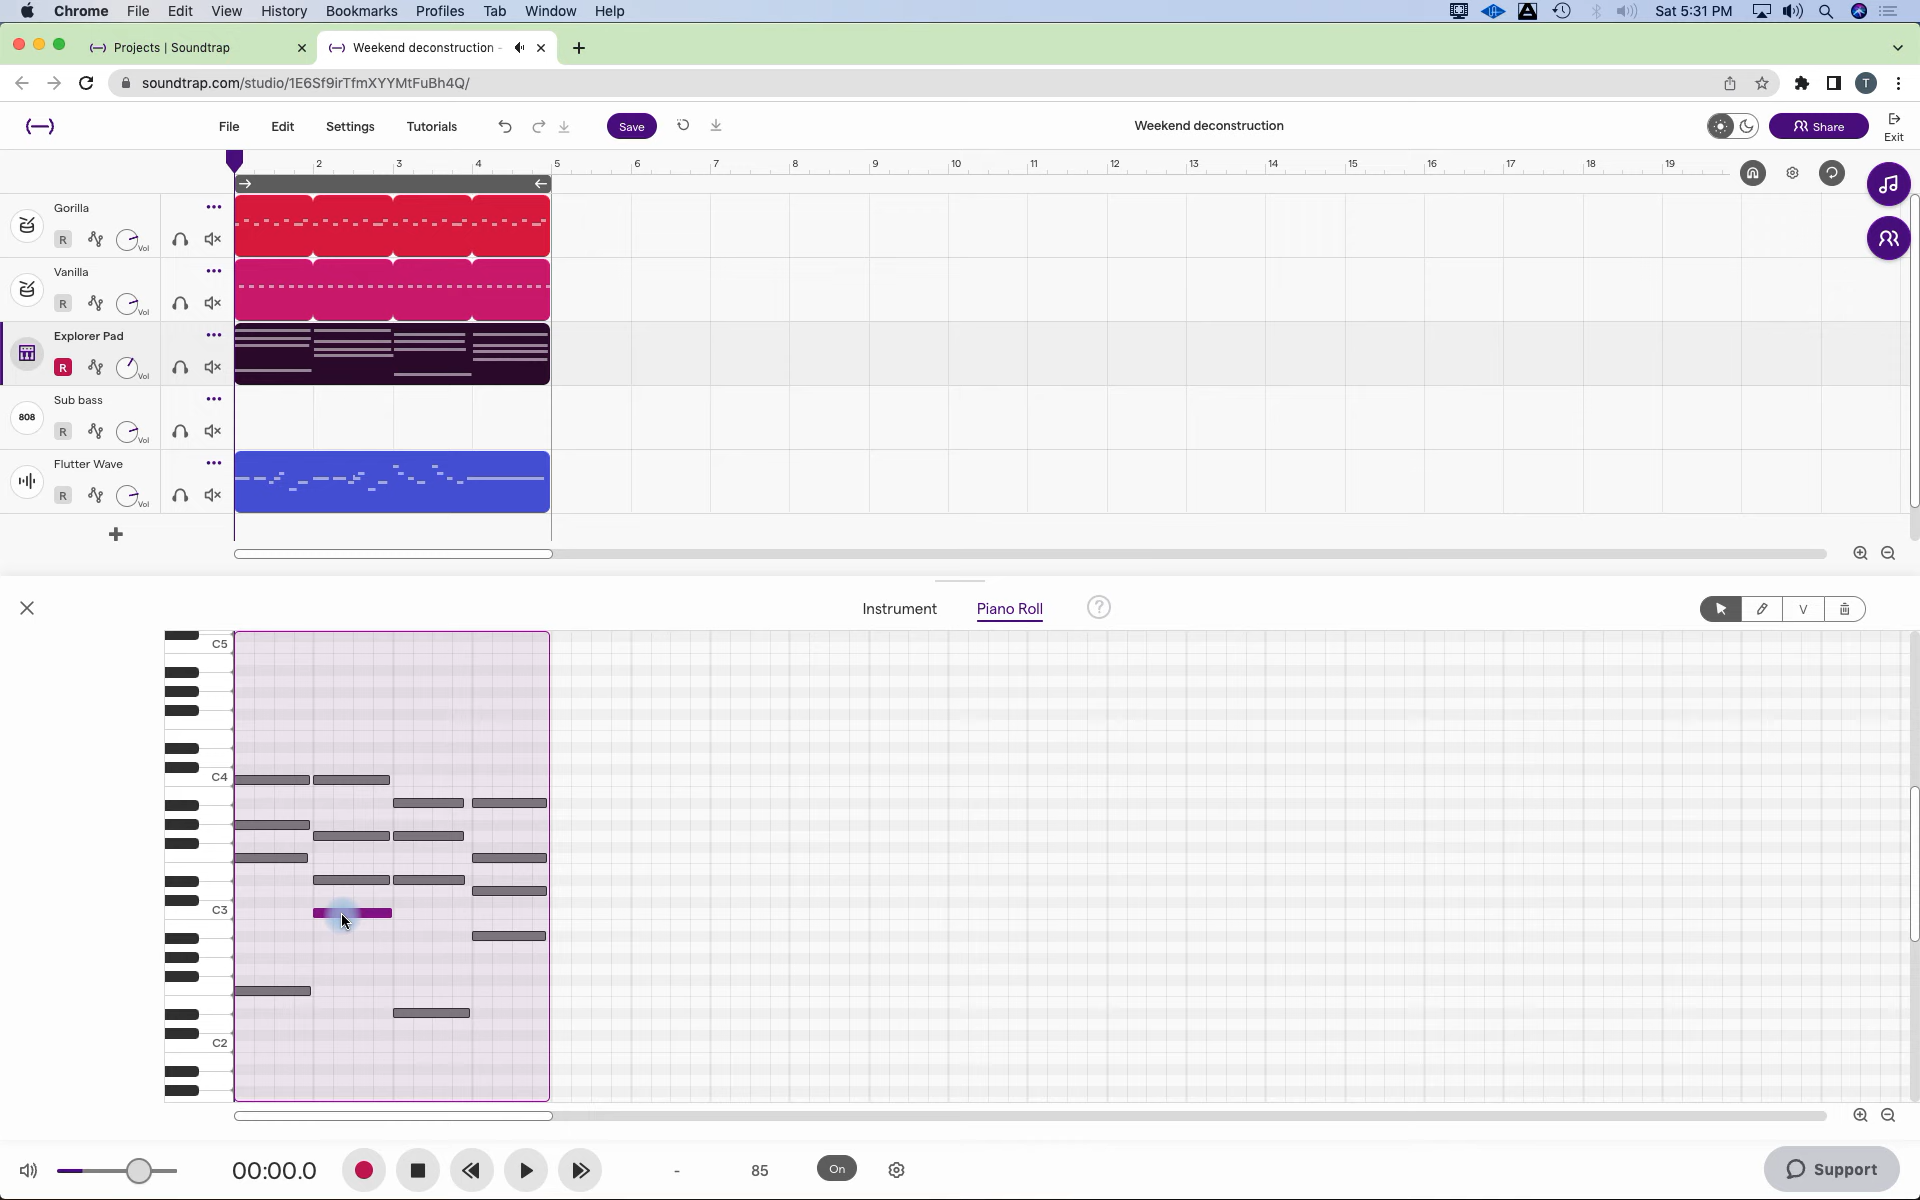 Chrome File Edit View History Bookmarks Profiles Tab Window Help Sat 5:31 PM
Projects | Soundtrap Weekend deconstruction -
soundtrap.com/studio/1E6Sf9irTfmXYYMtFuBh4Q/ T
File Edit Settings Tutorials Save Weekend deconstruction Share Exit
2 3 4 5 6 7 8 9 10 11 12 13 14 15 16 17 18 19
Gorilla
R Vol
Vanilla
R Vol
Explorer Pad
R Vol
Sub bass
808
R Vol
Flutter Wave
R Vol
Instrument Piano Roll ? V
C5
C4
C3
C2
00:00.0 - 85 On Support